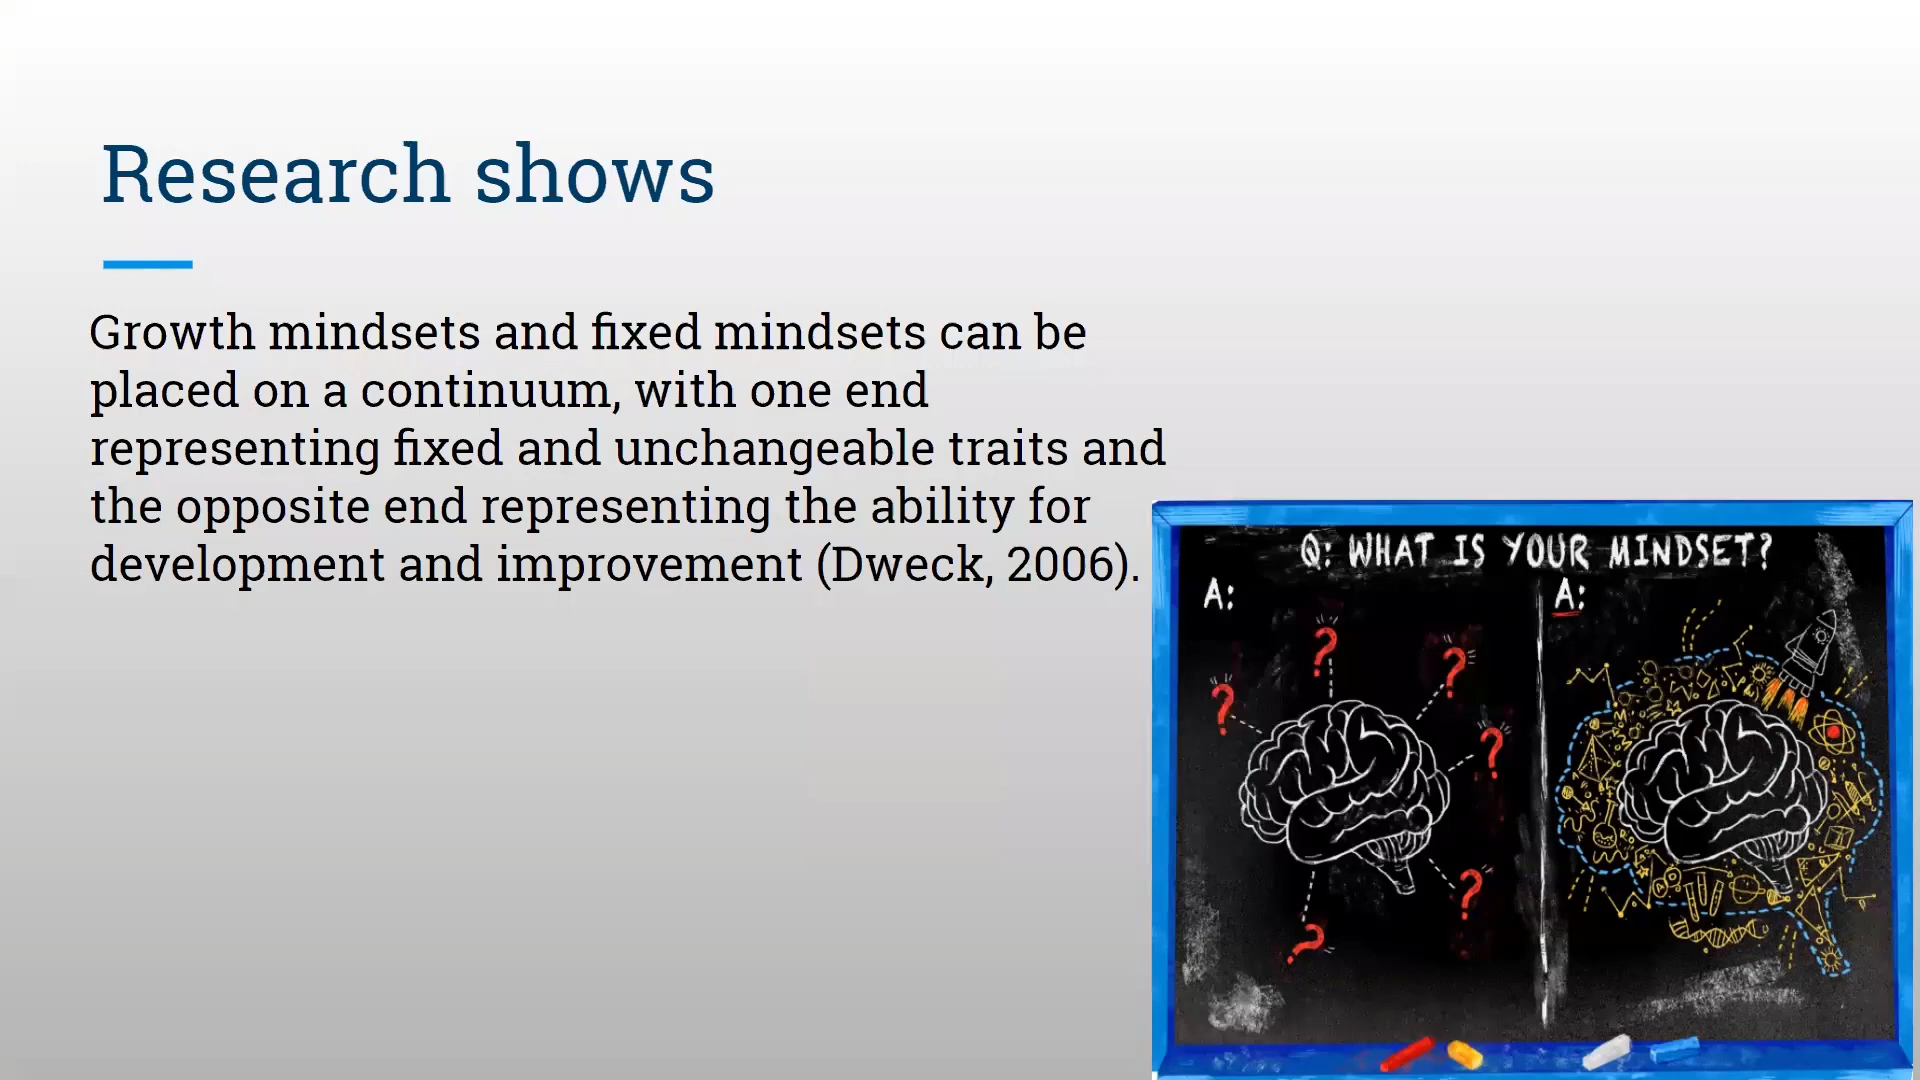 Research shows
Growth mindsets and fixed mindsets can be
placed on a continuum, with one end
representing fixed and unchangeable traits and
the opposite end representing the ability for
development and improvement (Dweck, 2006).
Q: WHAT IS YOUR MINDSET?
A:
A:
?
?
?
?
?
?